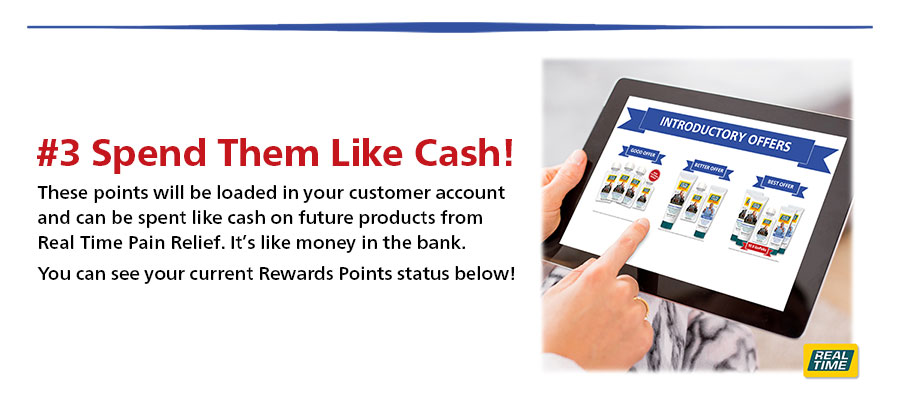 #3 Spend Them Like Cash!
These points will be loaded in your customer account
and can be spent like cash on future products from
Real Time Pain Relief. It’s like money in the bank.
You can see your current Rewards Points status below!
INTRODUCTORY OFFERS
GOOD OFFER
BETTER OFFER
BEST OFFER
REAL
TIME